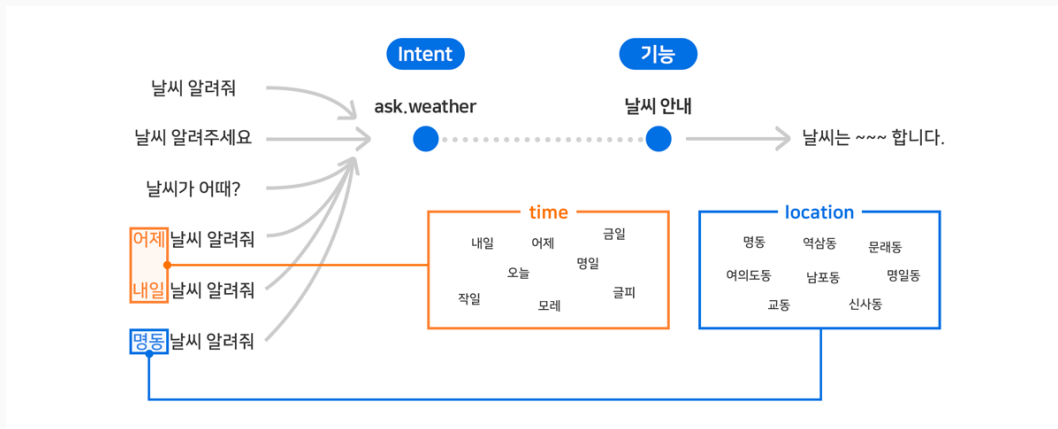 Intent
기능
날씨 알려줘
ask.weather
날씨 안내
날씨 알려주세요
날씨는 ~~~ 합니다.
날씨가 어때?
어제 날씨 알려줘
내일 날씨 알려줘
명동 날씨 알려줘
time
내일 어제 금일
오늘 명일
작일 모레 글피
location
명동 역삼동 문래동
여의도동 남포동 명일동
교동 신사동